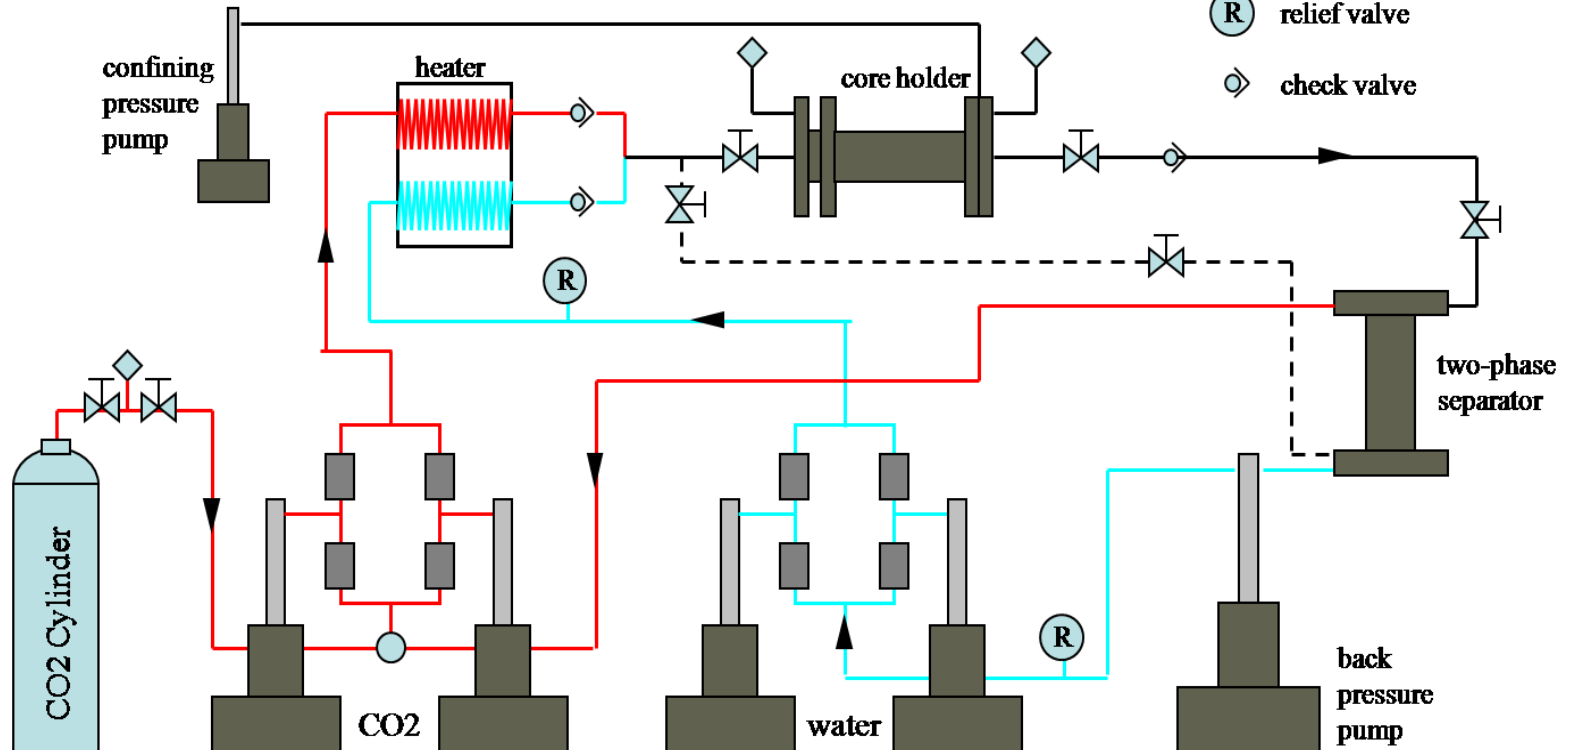 R relief valve
check valve
confining
pressure
pump
heater
core holder
R
two-phase
separator
CO2 Cylinder
R
CO2
water
back
pressure
pump